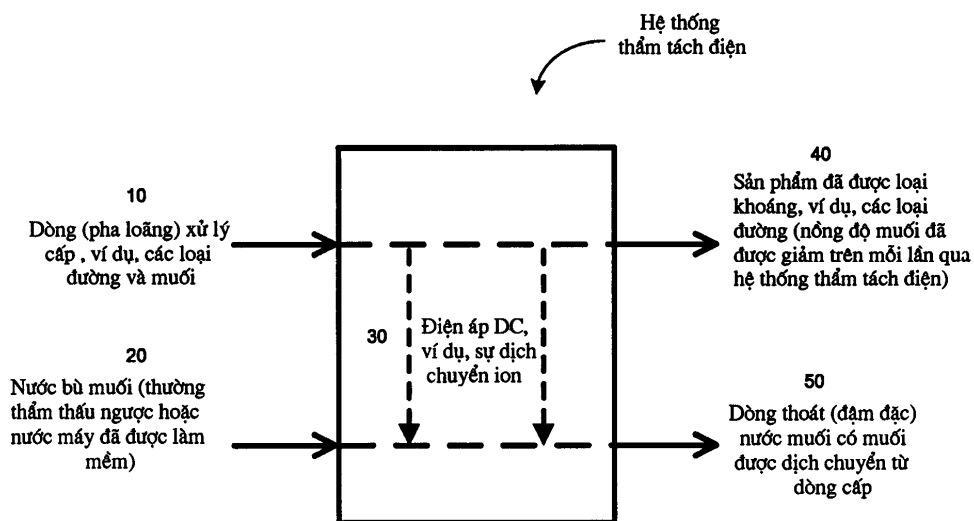 Hệ thống
thẩm tách điện
10
Dòng (pha loãng) xử lý
cấp , ví dụ, các loại
đường và muối
40
Sản phẩm đã được loại
khoáng, ví dụ, các loại
đường (nồng độ muối đã
được giảm trên mỗi lần qua
hệ thống thẩm tách điện)
30
Điện áp DC,
ví dụ, sự dịch
chuyển ion
20
Nước bù muối (thường
thẩm thấu ngược hoặc
nước máy đã được làm
mềm)
50
Dòng thoát (đậm đặc)
nước muối có muối
được dịch chuyển từ
dòng cấp